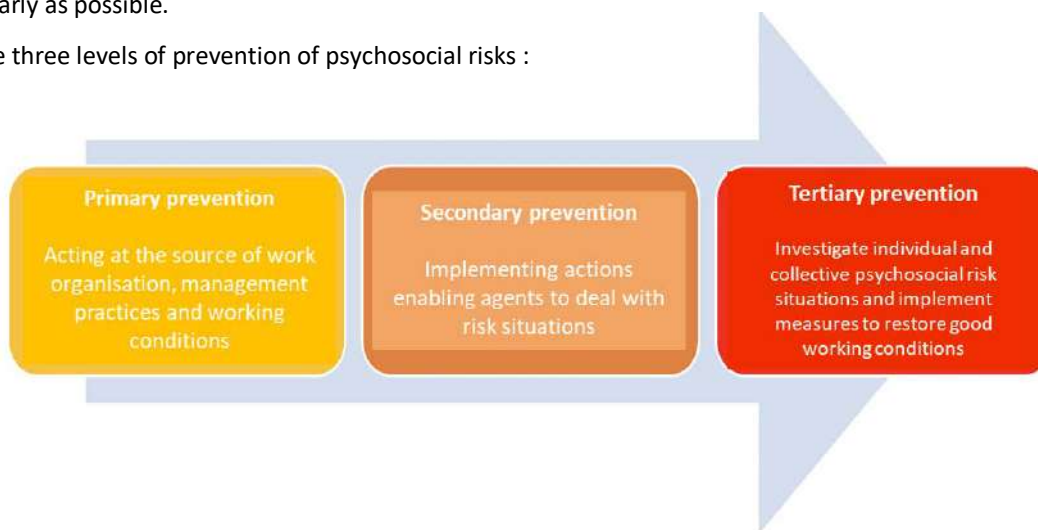 arly as possible.
e three levels of prevention of psychosocial risks :
Primary prevention
Acting at the source of work
organisation, management
practices and working
conditions
Secondary prevention
Implementing actions
enabling agents to deal with
risk situations
Tertiary prevention
Investigate individual and
collective psychosocial risk
situations and implement
measures to restore good
working conditions